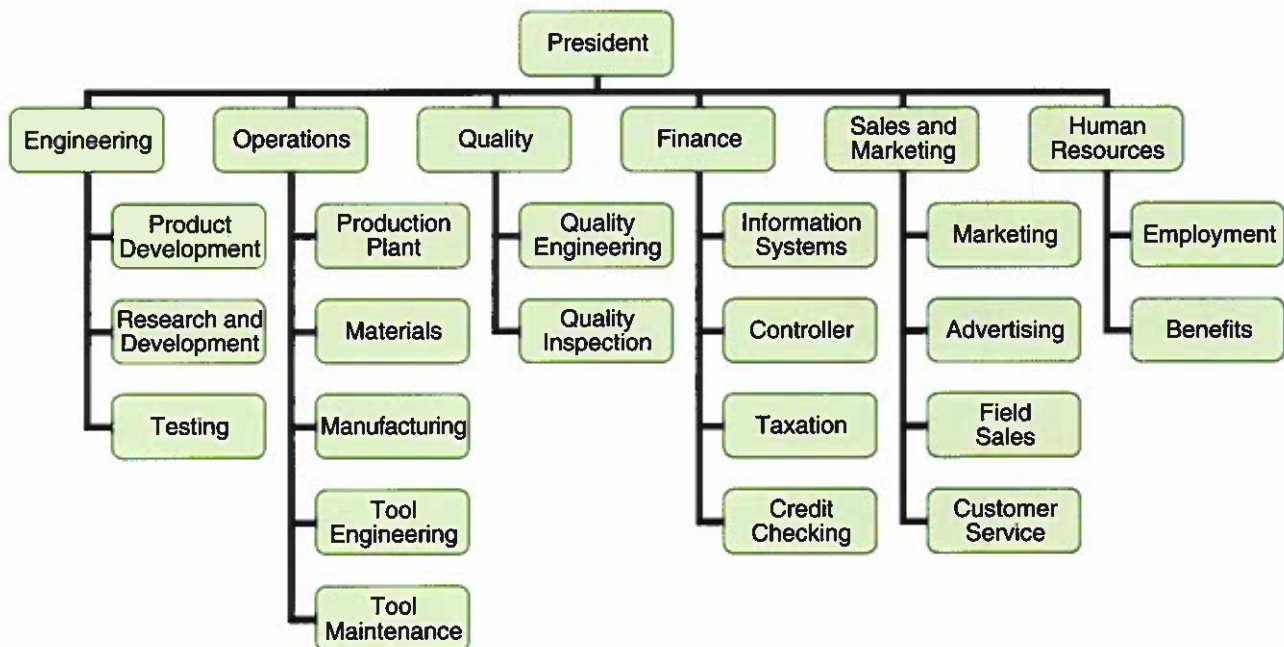 President
Engineering
Operations
Quality
Finance
Sales and
Marketing
Human
Resources
Product
Development
Research and
Development
Testing
Production
Plant
Materials
Manufacturing
Tool
Engineering
Tool
Maintenance
Quality
Engineering
Quality
Inspection
Information
Systems
Controller
Taxation
Credit
Checking
Marketing
Advertising
Field
Sales
Customer
Service
Employment
Benefits